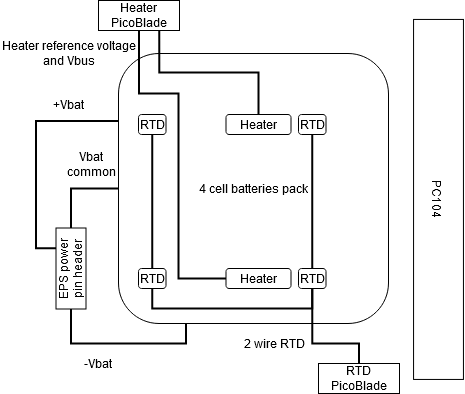 Heater
PicoBlade
Heater reference voltage
and Vbus
+Vbat
RTD
Heater
RTD
Vbat
common
4 cell batteries pack
PC104
EPS power
pin header
RTD
Heater
RTD
-Vbat
2 wire RTD
RTD
PicoBlade